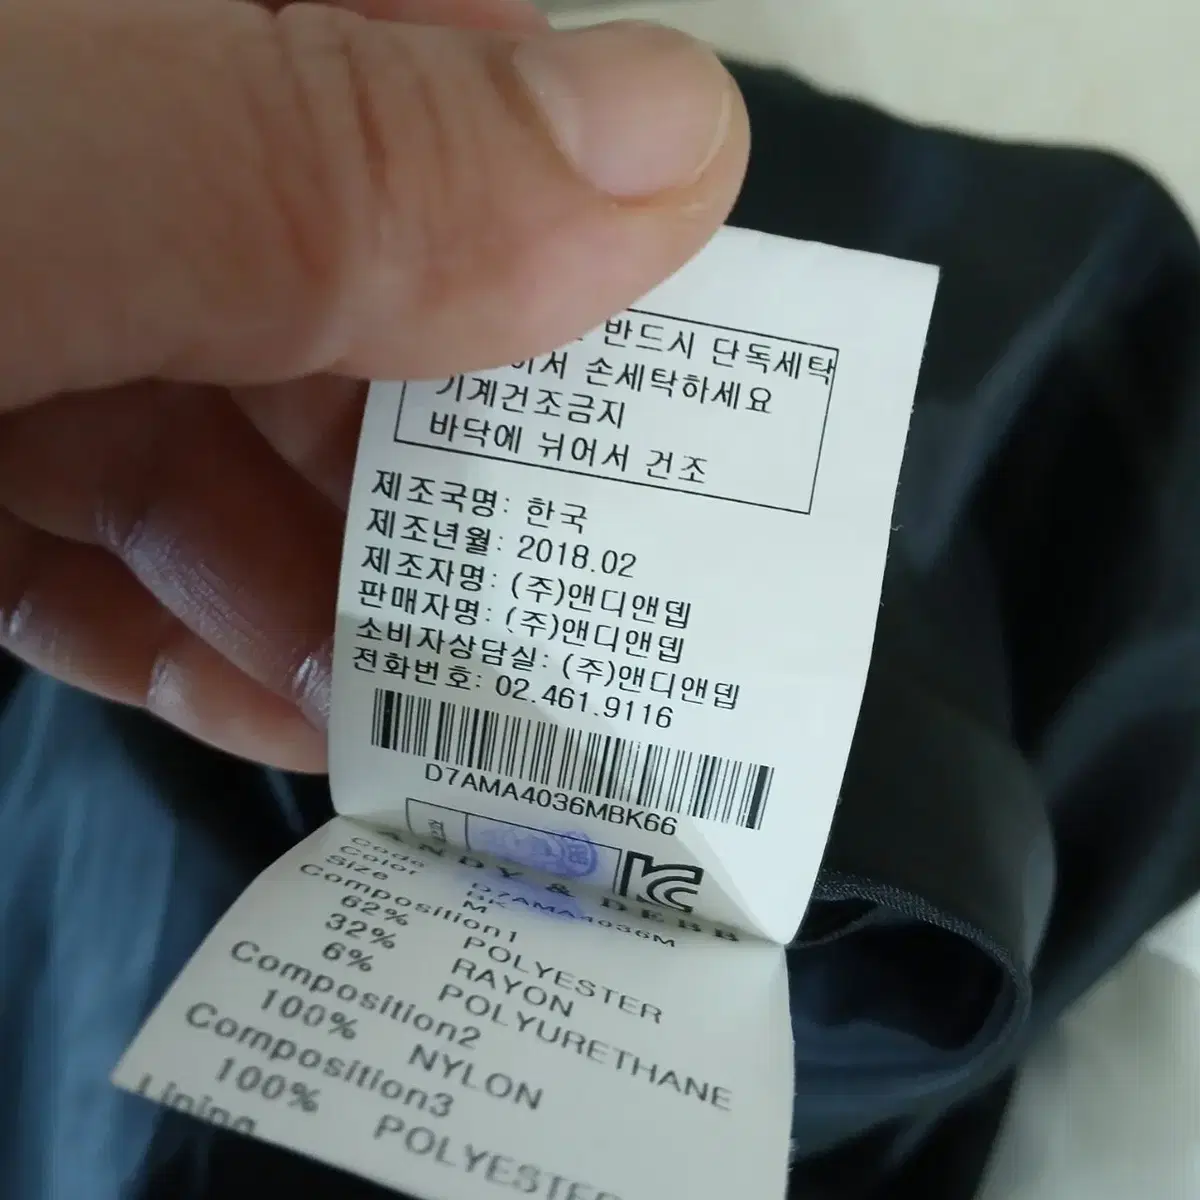 반드시 단독세탁
손세탁하세요
기계건조금지
바닥에 뉘어서 건조
제조국명: 한국
제조년월: 2018.02
제조자명: (주)앤디앤뎁
판매자명: (주)앤디앤뎁
소비자상담실: (주)앤디앤뎁
전화번호: 02.461.9116
D7AMA4036MBK66
ANDY & DEBB
Code D7AMA4036M
Color BK
Size M
Composition1
62% POLYESTER
32% RAYON
6% POLYURETHANE
Composition2
100% NYLON
Composition3
100% POLYESTER
Lining